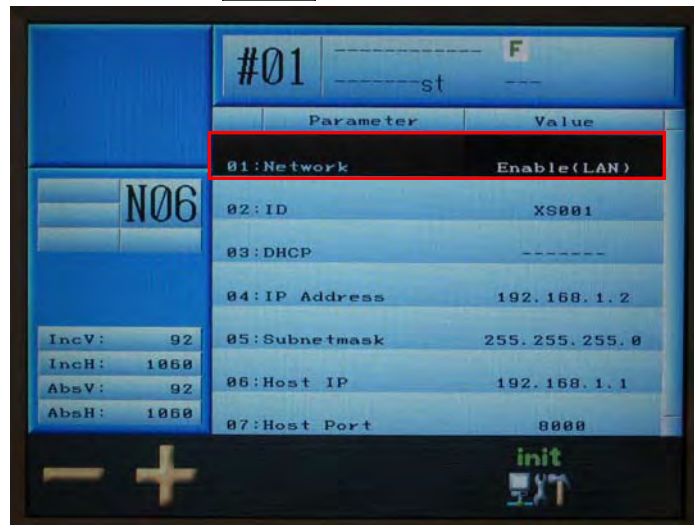 #01 ------------- F
-------st ---
Parameter Value
01:Network Enable(LAN)
N06
02:ID XS001
03:DHCP -------
04:IP Address 192.168.1.2
IncV: 92
05:Subnetmask 255.255.255.0
IncH: 1060
06:Host IP 192.168.1.1
AbsV: 92
AbsH: 1060
07:Host Port 8000
init